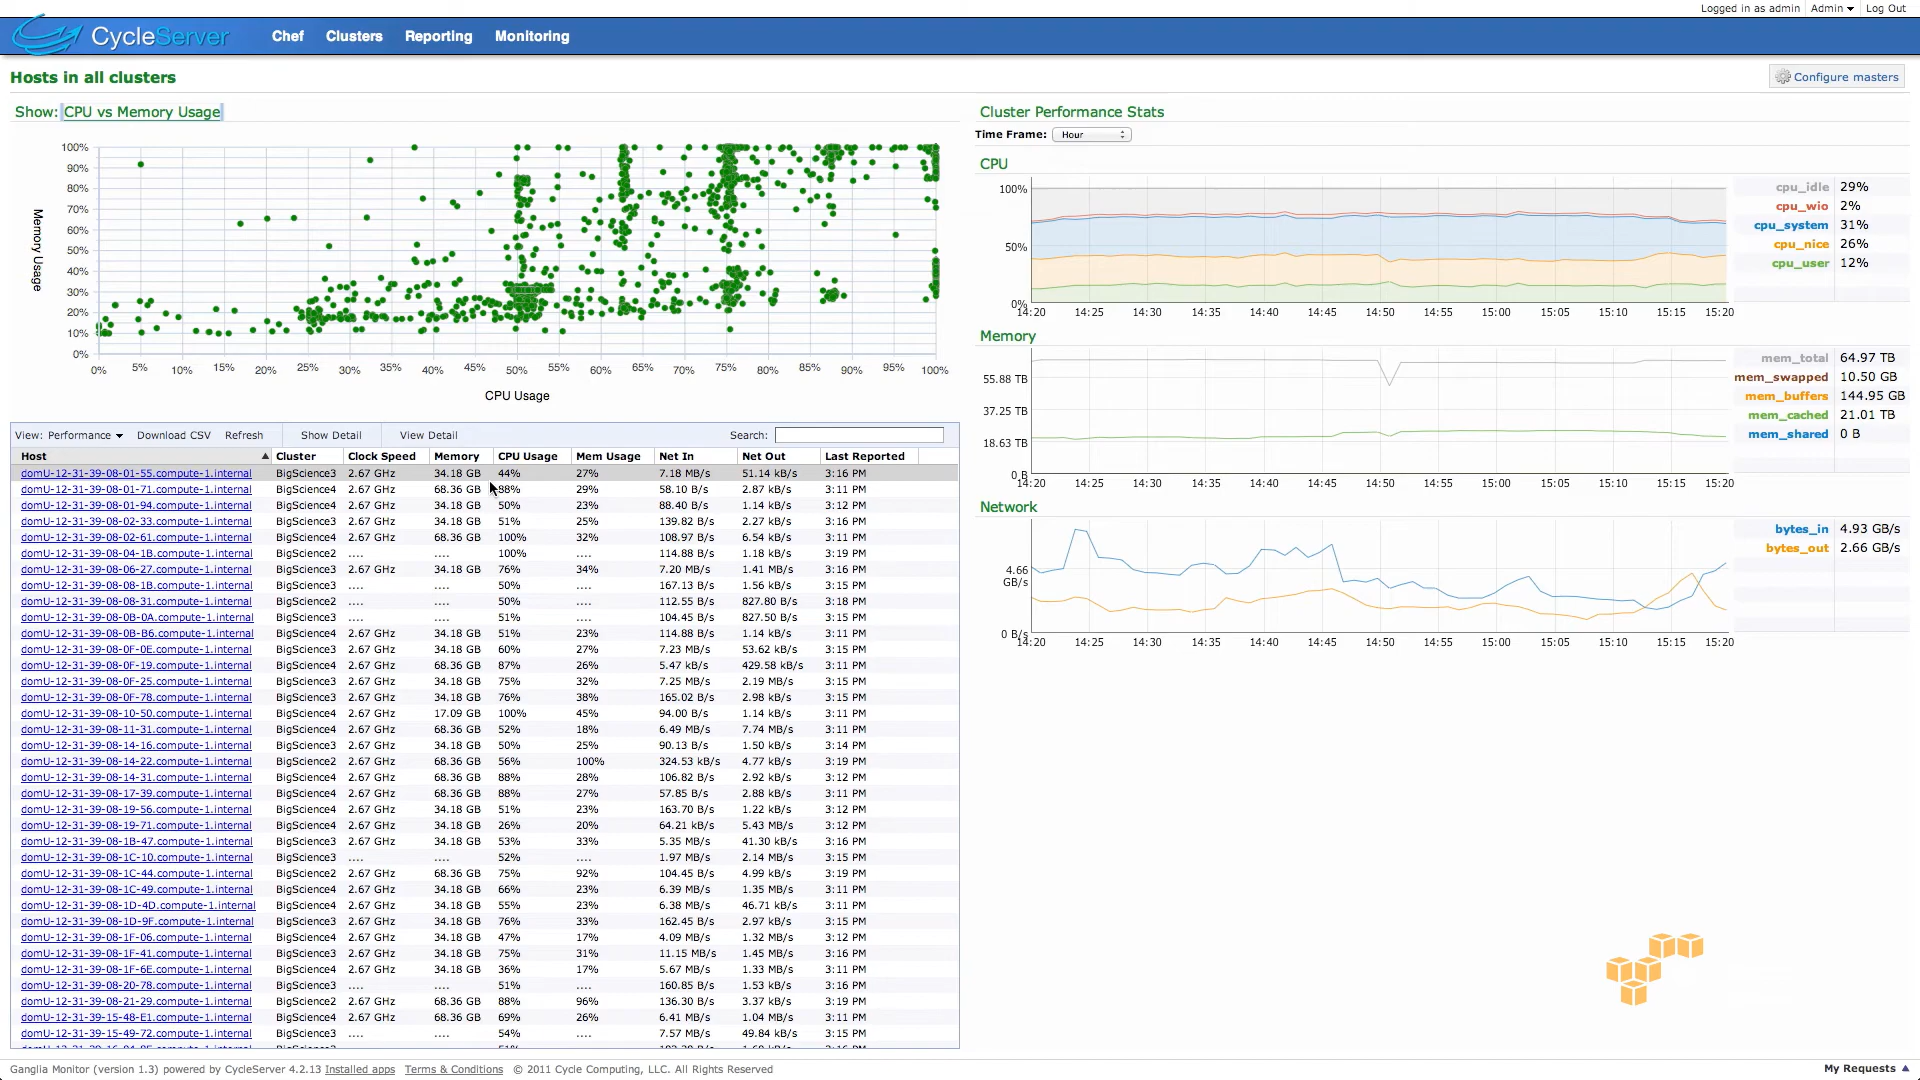 Logged in as admin Admin Log Out
CycleServer Chef Clusters Reporting Monitoring
Hosts in all clusters
Configure masters
Show: CPU vs Memory Usage
100%
90%
80%
70%
60%
50%
40%
30%
20%
10%
0%
Memory Usage
0% 5% 10% 15% 20% 25% 30% 35% 40% 45% 50% 55% 60% 65% 70% 75% 80% 85% 90% 95% 100%
CPU Usage
View: Performance Download CSV Refresh Show Detail View Detail Search:
Host Cluster Clock Speed Memory CPU Usage Mem Usage Net In Net Out Last Reported
domU-12-31-39-08-01-55.compute-1.internal BigScience3 2.67 GHz 34.18 GB 44% 27% 7.18 MB/s 51.14 kB/s 3:16 PM
domU-12-31-39-08-01-71.compute-1.internal BigScience4 2.67 GHz 68.36 GB 88% 29% 58.10 B/s 2.87 kB/s 3:11 PM
domU-12-31-39-08-01-94.compute-1.internal BigScience4 2.67 GHz 34.18 GB 50% 23% 88.40 B/s 1.14 kB/s 3:12 PM
domU-12-31-39-08-02-33.compute-1.internal BigScience3 2.67 GHz 34.18 GB 51% 25% 139.82 B/s 2.27 kB/s 3:16 PM
domU-12-31-39-08-02-61.compute-1.internal BigScience4 2.67 GHz 68.36 GB 100% 32% 108.97 B/s 6.54 kB/s 3:11 PM
domU-12-31-39-08-04-1B.compute-1.internal BigScience2 .... .... 100% .... 114.88 B/s 1.18 kB/s 3:19 PM
domU-12-31-39-08-06-27.compute-1.internal BigScience3 2.67 GHz 34.18 GB 76% 34% 7.20 MB/s 1.41 MB/s 3:16 PM
domU-12-31-39-08-08-1B.compute-1.internal BigScience3 .... .... 50% .... 167.13 B/s 1.56 kB/s 3:15 PM
domU-12-31-39-08-08-31.compute-1.internal BigScience2 .... .... 50% .... 112.55 B/s 827.80 B/s 3:18 PM
domU-12-31-39-08-0B-0A.compute-1.internal BigScience3 .... .... 51% .... 104.45 B/s 827.50 B/s 3:15 PM
domU-12-31-39-08-0B-B6.compute-1.internal BigScience4 2.67 GHz 34.18 GB 51% 23% 114.88 B/s 1.14 kB/s 3:11 PM
domU-12-31-39-08-0F-0E.compute-1.internal BigScience3 2.67 GHz 34.18 GB 60% 27% 7.23 MB/s 53.62 kB/s 3:15 PM
domU-12-31-39-08-0F-19.compute-1.internal BigScience4 2.67 GHz 68.36 GB 87% 26% 5.47 kB/s 429.58 kB/s 3:11 PM
domU-12-31-39-08-0F-25.compute-1.internal BigScience3 2.67 GHz 34.18 GB 75% 32% 7.25 MB/s 2.19 MB/s 3:15 PM
domU-12-31-39-08-0F-78.compute-1.internal BigScience3 2.67 GHz 34.18 GB 76% 38% 165.02 B/s 2.98 kB/s 3:15 PM
domU-12-31-39-08-10-50.compute-1.internal BigScience4 2.67 GHz 17.09 GB 100% 45% 94.00 B/s 1.14 kB/s 3:11 PM
domU-12-31-39-08-11-31.compute-1.internal BigScience4 2.67 GHz 68.36 GB 52% 18% 6.49 MB/s 7.74 MB/s 3:11 PM
domU-12-31-39-08-14-16.compute-1.internal BigScience3 2.67 GHz 34.18 GB 50% 25% 90.13 B/s 1.50 kB/s 3:14 PM
domU-12-31-39-08-14-22.compute-1.internal BigScience2 2.67 GHz 68.36 GB 56% 100% 324.53 kB/s 4.77 kB/s 3:19 PM
domU-12-31-39-08-14-31.compute-1.internal BigScience4 2.67 GHz 68.36 GB 88% 28% 106.82 B/s 2.92 kB/s 3:12 PM
domU-12-31-39-08-17-39.compute-1.internal BigScience4 2.67 GHz 68.36 GB 88% 27% 57.85 B/s 2.88 kB/s 3:11 PM
domU-12-31-39-08-19-56.compute-1.internal BigScience4 2.67 GHz 34.18 GB 51% 23% 163.70 B/s 1.22 kB/s 3:12 PM
domU-12-31-39-08-19-71.compute-1.internal BigScience4 2.67 GHz 34.18 GB 26% 20% 64.21 kB/s 5.43 MB/s 3:12 PM
domU-12-31-39-08-1B-47.compute-1.internal BigScience3 2.67 GHz 34.18 GB 53% 33% 5.35 MB/s 41.30 kB/s 3:16 PM
domU-12-31-39-08-1C-10.compute-1.internal BigScience3 .... .... 52% .... 1.97 MB/s 2.14 MB/s 3:15 PM
domU-12-31-39-08-1C-44.compute-1.internal BigScience2 2.67 GHz 68.36 GB 75% 92% 104.45 B/s 4.99 kB/s 3:19 PM
domU-12-31-39-08-1C-49.compute-1.internal BigScience4 2.67 GHz 34.18 GB 66% 23% 6.39 MB/s 1.35 MB/s 3:11 PM
domU-12-31-39-08-1D-4D.compute-1.internal BigScience4 2.67 GHz 34.18 GB 55% 23% 6.38 MB/s 46.71 kB/s 3:11 PM
domU-12-31-39-08-1D-9F.compute-1.internal BigScience3 2.67 GHz 34.18 GB 76% 33% 162.45 B/s 2.97 kB/s 3:15 PM
domU-12-31-39-08-1F-06.compute-1.internal BigScience4 2.67 GHz 34.18 GB 47% 17% 4.09 MB/s 1.32 MB/s 3:12 PM
domU-12-31-39-08-1F-41.compute-1.internal BigScience3 2.67 GHz 34.18 GB 75% 31% 11.15 MB/s 1.45 MB/s 3:16 PM
domU-12-31-39-08-1F-6E.compute-1.internal BigScience4 2.67 GHz 34.18 GB 36% 17% 5.67 MB/s 1.33 MB/s 3:11 PM
domU-12-31-39-08-20-78.compute-1.internal BigScience3 .... .... 51% .... 160.85 B/s 1.53 kB/s 3:16 PM
domU-12-31-39-08-21-29.compute-1.internal BigScience2 2.67 GHz 68.36 GB 88% 96% 136.30 B/s 3.37 kB/s 3:19 PM
domU-12-31-39-15-48-E1.compute-1.internal BigScience4 2.67 GHz 68.36 GB 69% 26% 6.41 MB/s 1.04 MB/s 3:11 PM
domU-12-31-39-15-49-72.compute-1.internal BigScience3 .... .... 54% .... 7.57 MB/s 49.84 kB/s 3:15 PM
Cluster Performance Stats
Time Frame: Hour
CPU
100%
50%
0%
14:20 14:25 14:30 14:35 14:40 14:45 14:50 14:55 15:00 15:05 15:10 15:15 15:20
cpu_idle 29%
cpu_wio 2%
cpu_system 31%
cpu_nice 26%
cpu_user 12%
Memory
55.88 TB
37.25 TB
18.63 TB
0 B
14:20 14:25 14:30 14:35 14:40 14:45 14:50 14:55 15:00 15:05 15:10 15:15 15:20
mem_total 64.97 TB
mem_swapped 10.50 GB
mem_buffers 144.95 GB
mem_cached 21.01 TB
mem_shared 0 B
Network
4.66
GB/s
0 B/s
14:20 14:25 14:30 14:35 14:40 14:45 14:50 14:55 15:00 15:05 15:10 15:15 15:20
bytes_in 4.93 GB/s
bytes_out 2.66 GB/s
Ganglia Monitor (version 1.3) powered by CycleServer 4.2.13 Installed apps Terms & Conditions © 2011 Cycle Computing, LLC. All Rights Reserved
My Requests